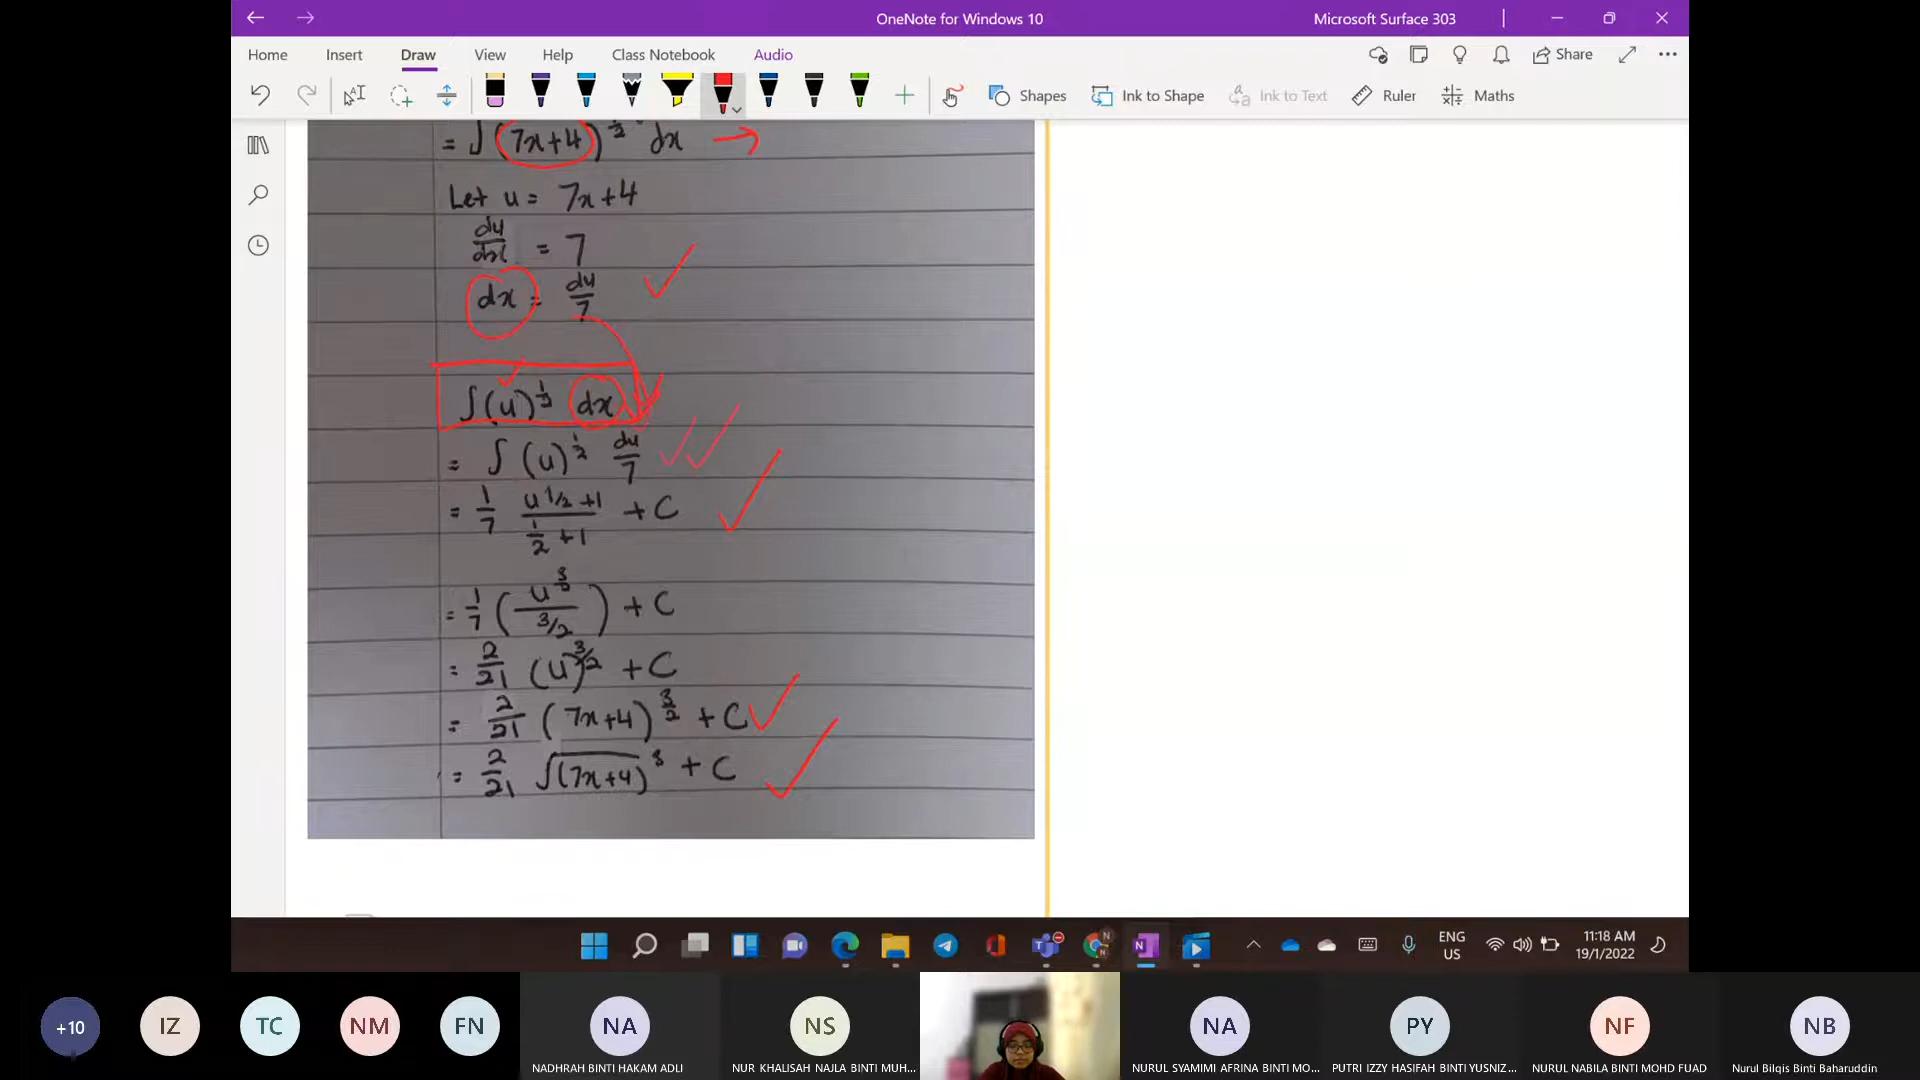 OneNote for Windows 10
Microsoft Surface 303
Home Insert Draw View Help Class Notebook Audio
Share
Shapes Ink to Shape Ink to Text Ruler Maths
= ∫ (7x+4)^½ dx →
Let u = 7x+4
du/dx = 7
dx = du/7
∫(u)^½ dx
= ∫ (u)^½ du/7
= 1/7 u^(1/2 +1)/(1/2 +1) + C
= 1/7 (u^(3/2)/(3/2)) + C
= 2/21 (u)^(3/2) + C
= 2/21 (7x+4)^(3/2) + C
= 2/21 √(7x+4)^3 + C
ENG
US
11:18 AM
19/1/2022
+10 IZ TC NM FN NA NS NA PY NF NB
NADHRAH BINTI HAKAM ADLI
NUR KHALISAH NAJLA BINTI MUH...
NURUL SYAMIMI AFRINA BINTI MO...
PUTRI IZZY HASIFAH BINTI YUSNIZ...
NURUL NABILA BINTI MOHD FUAD
Nurul Bilqis Binti Baharuddin